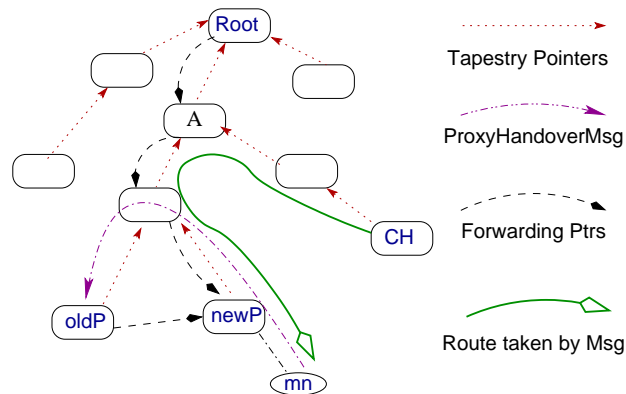 Root
Tapestry Pointers
A
ProxyHandoverMsg
CH
Forwarding Ptrs
oldP
newP
Route taken by Msg
mn